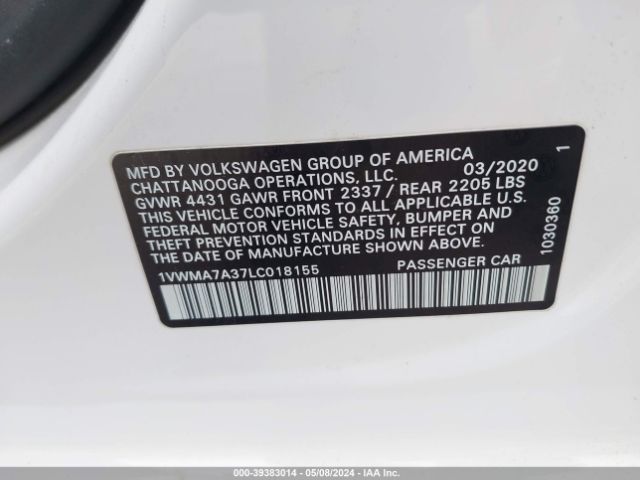 MFD BY VOLKSWAGEN GROUP OF AMERICA
CHATTANOOGA OPERATIONS, LLC. 03/2020
GVWR 4431 GAWR FRONT 2337 / REAR 2205 LBS
THIS VEHICLE CONFORMS TO ALL APPLICABLE U.S.
FEDERAL MOTOR VEHICLE SAFETY, BUMPER AND
THEFT PREVENTION STANDARDS IN EFFECT ON
THE DATE OF MANUFACTURE SHOWN ABOVE.
1VWMA7A37LC018155 PASSENGER CAR
1030360 1
000-39383014 - 05/08/2024 - IAA Inc.